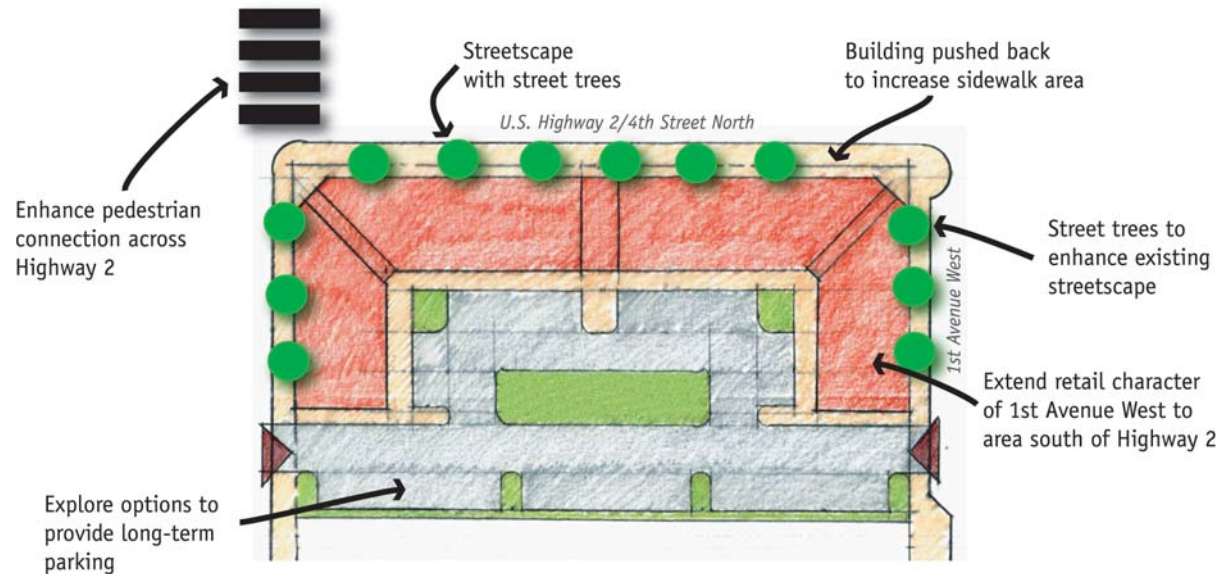 Streetscape
with street trees
Building pushed back
to increase sidewalk area
U.S. Highway 2/4th Street North
Enhance pedestrian
connection across
Highway 2
Street trees to
enhance existing
streetscape
1st Avenue West
Extend retail character
of 1st Avenue West to
area south of Highway 2
Explore options to
provide long-term
parking